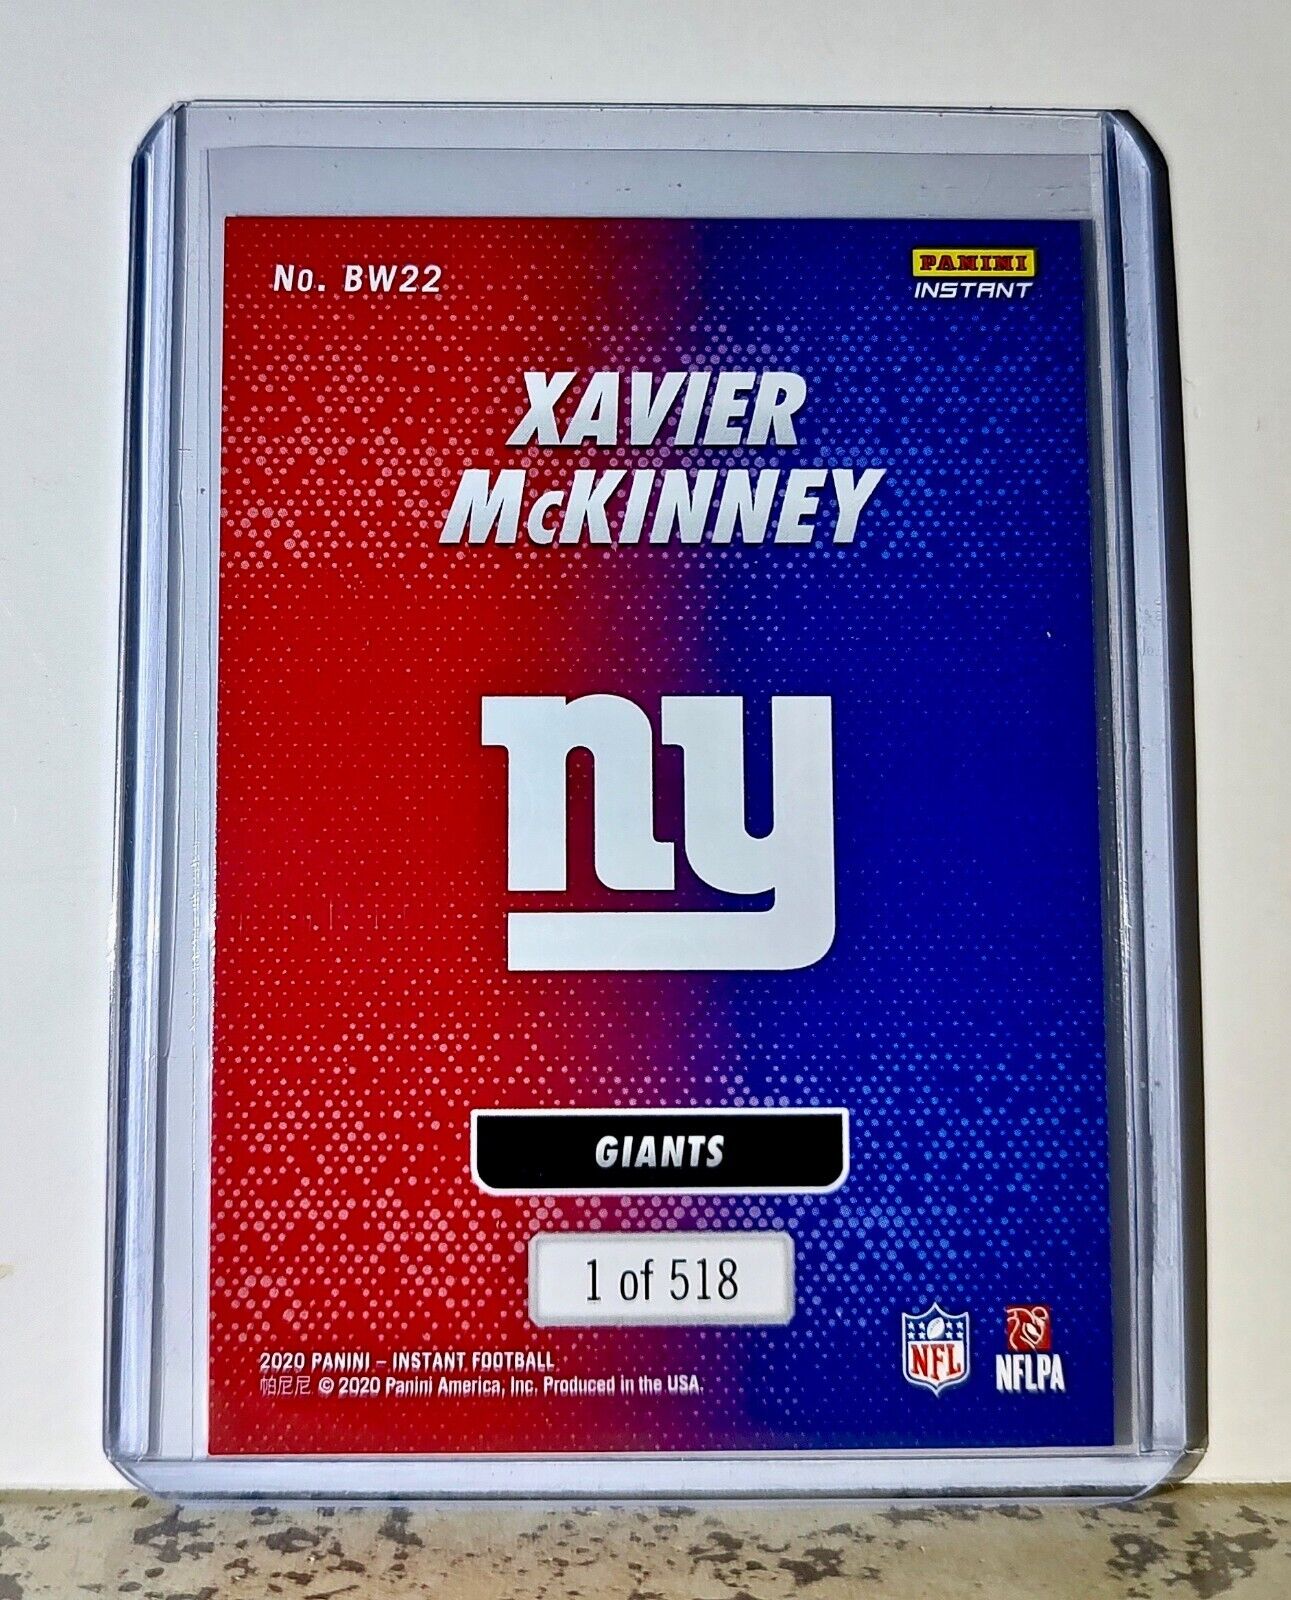 No. BW22
PANINI
INSTANT
XAVIER
McKINNEY
ny
GIANTS
1 of 518
2020 PANINI – INSTANT FOOTBALL
帕尼尼 © 2020 Panini America, Inc. Produced in the USA.
NFL
NFLPA